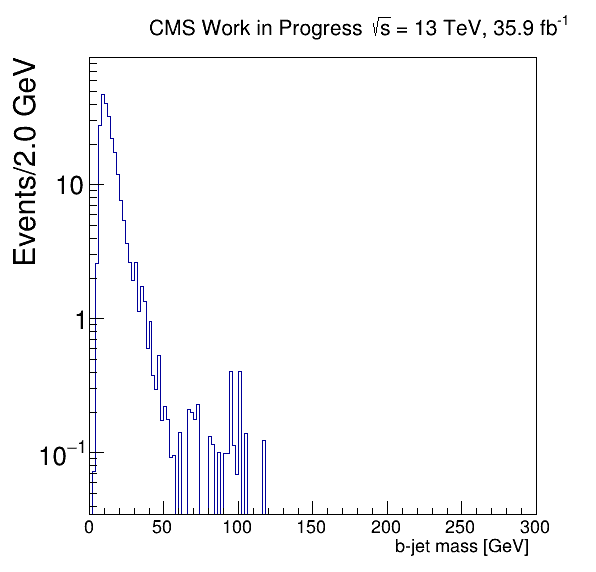 CMS Work in Progress √s = 13 TeV, 35.9 fb⁻¹
Events/2.0 GeV
10
1
10⁻¹
0 50 100 150 200 250 300
b-jet mass [GeV]